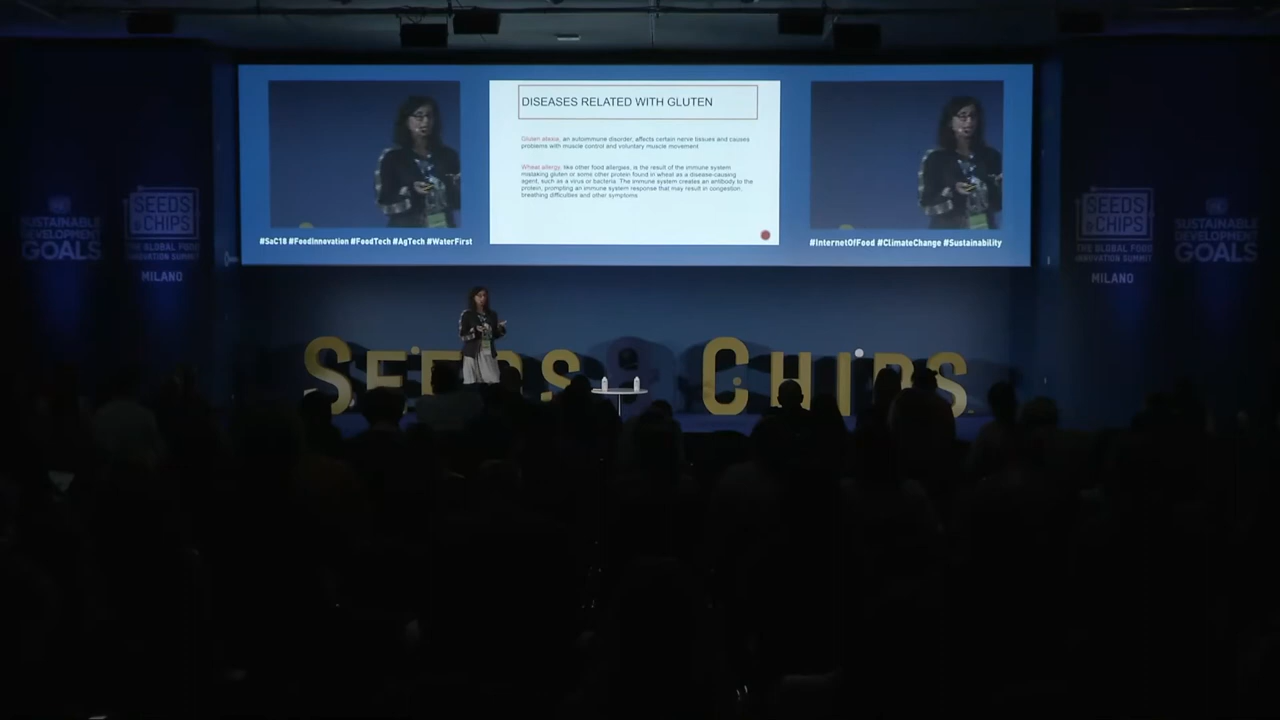 DISEASES RELATED WITH GLUTEN
Gluten ataxia, an autoimmune disorder, affects certain nerve tissues and causes
problems with muscle control and voluntary muscle movement
Wheat allergy, like other food allergies, is the result of the immune system
mistaking gluten or some other protein found in wheat as a disease-causing
agent, such as a virus or bacteria. The immune system creates an antibody to the
protein, prompting an immune system response that may result in congestion,
breathing difficulties and other symptoms
#SaC18 #FoodInnovation #FoodTech #AgTech #WaterFirst
#InternetOfFood #ClimateChange #Sustainability
SUSTAINABLE
DEVELOPMENT
GOALS
SEEDS
&CHIPS
THE GLOBAL FOOD
INNOVATION SUMMIT
MILANO
SEEDS
&CHIPS
THE GLOBAL FOOD
INNOVATION SUMMIT
MILANO
SUSTAINABLE
DEVELOPMENT
GOALS
SEEDS & CHIPS